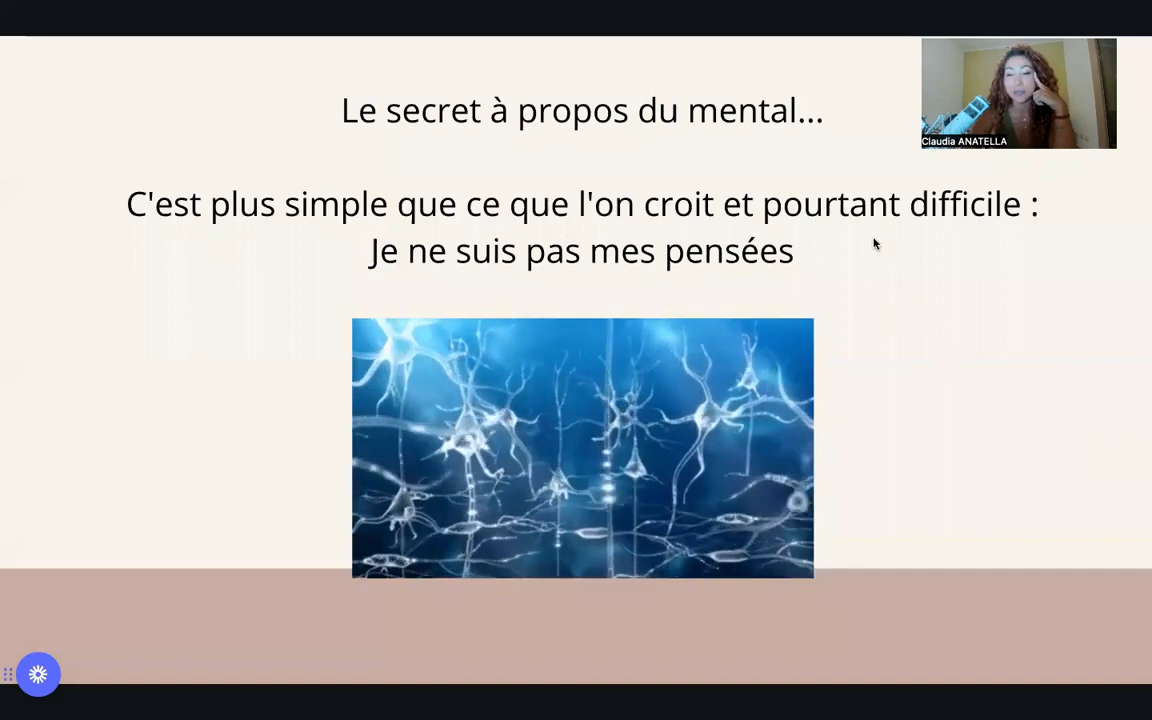 Le secret à propos du mental...
Claudia ANATELLA
C'est plus simple que ce que l'on croit et pourtant difficile :
Je ne suis pas mes pensées